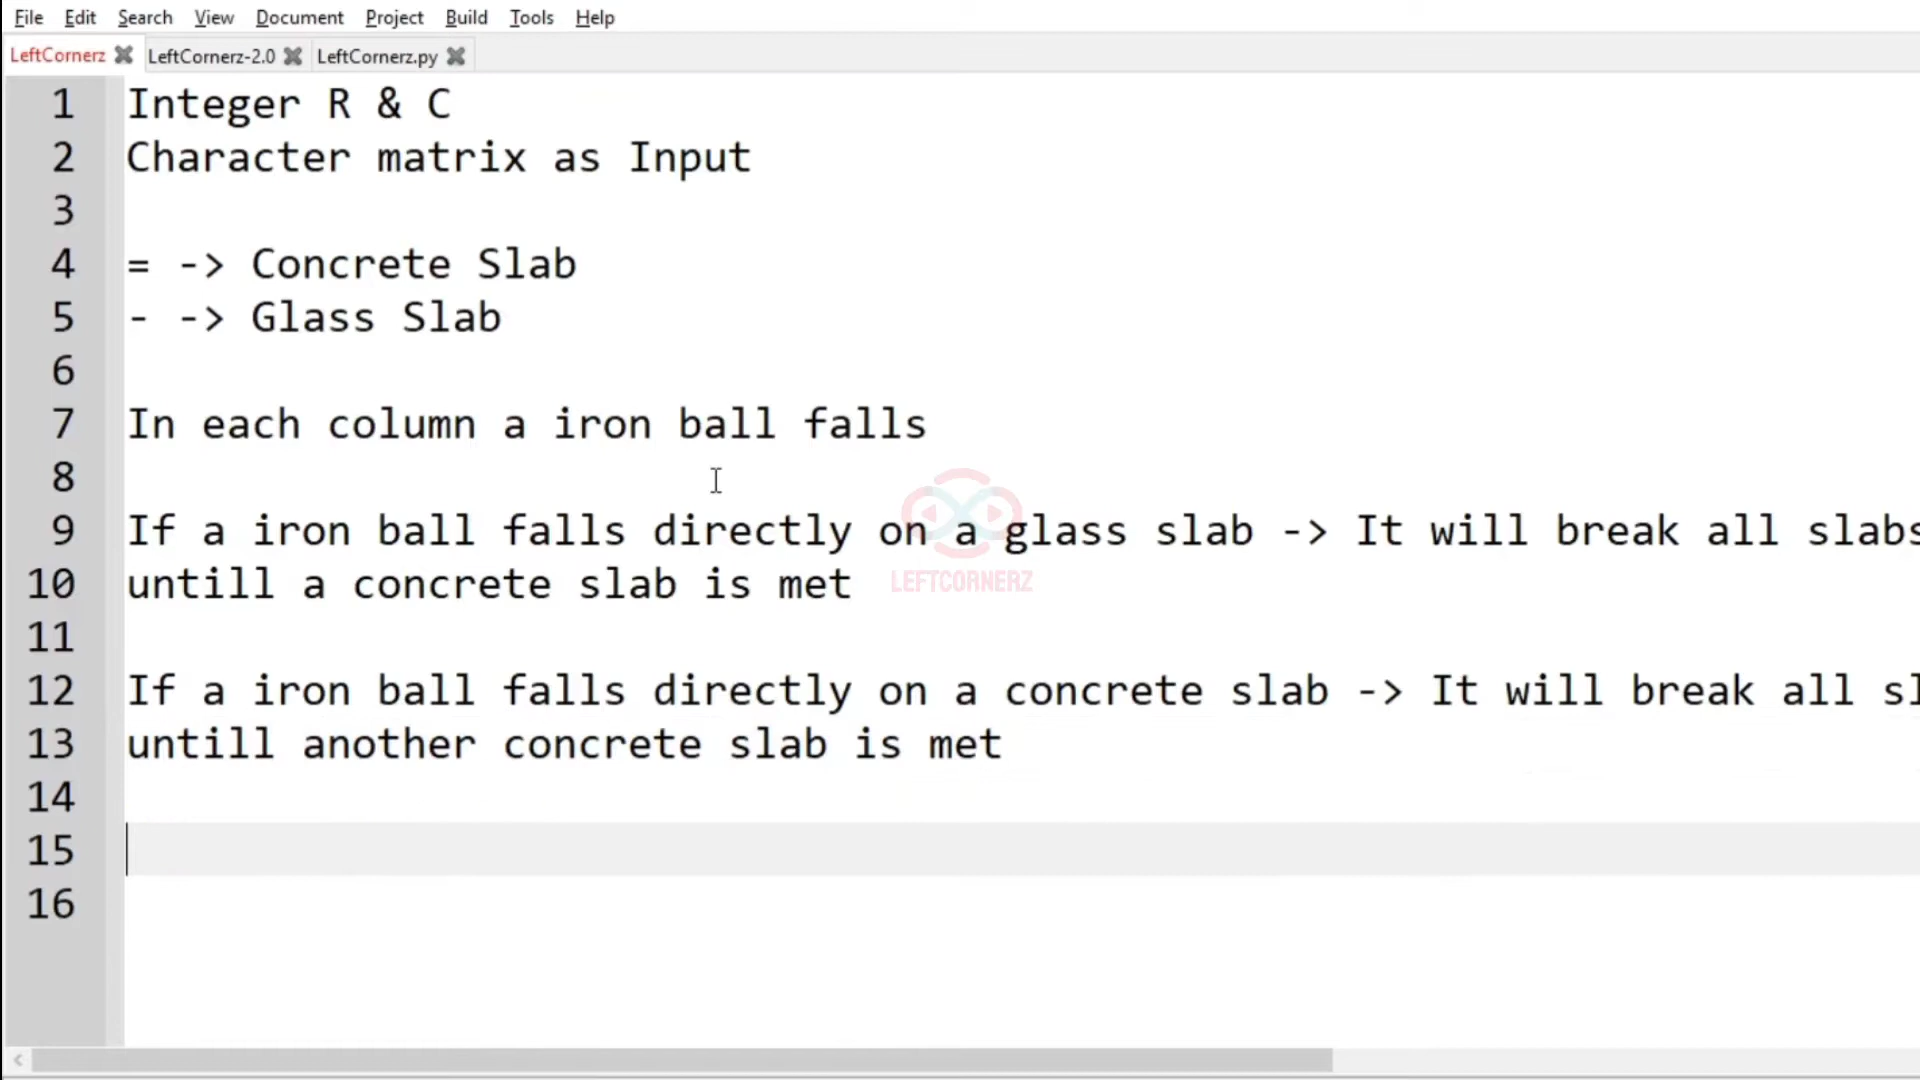 File Edit Search View Document Project Build Tools Help
LeftCornerz LeftCornerz-2.0 LeftCornerz.py
1 Integer R & C
2 Character matrix as Input
3
4 = -> Concrete Slab
5 - -> Glass Slab
6
7 In each column a iron ball falls
8
9 If a iron ball falls directly on a glass slab -> It will break all slabs
10 untill a concrete slab is met
11
12 If a iron ball falls directly on a concrete slab -> It will break all sl
13 untill another concrete slab is met
14
15
16
LEFTCORNERZ